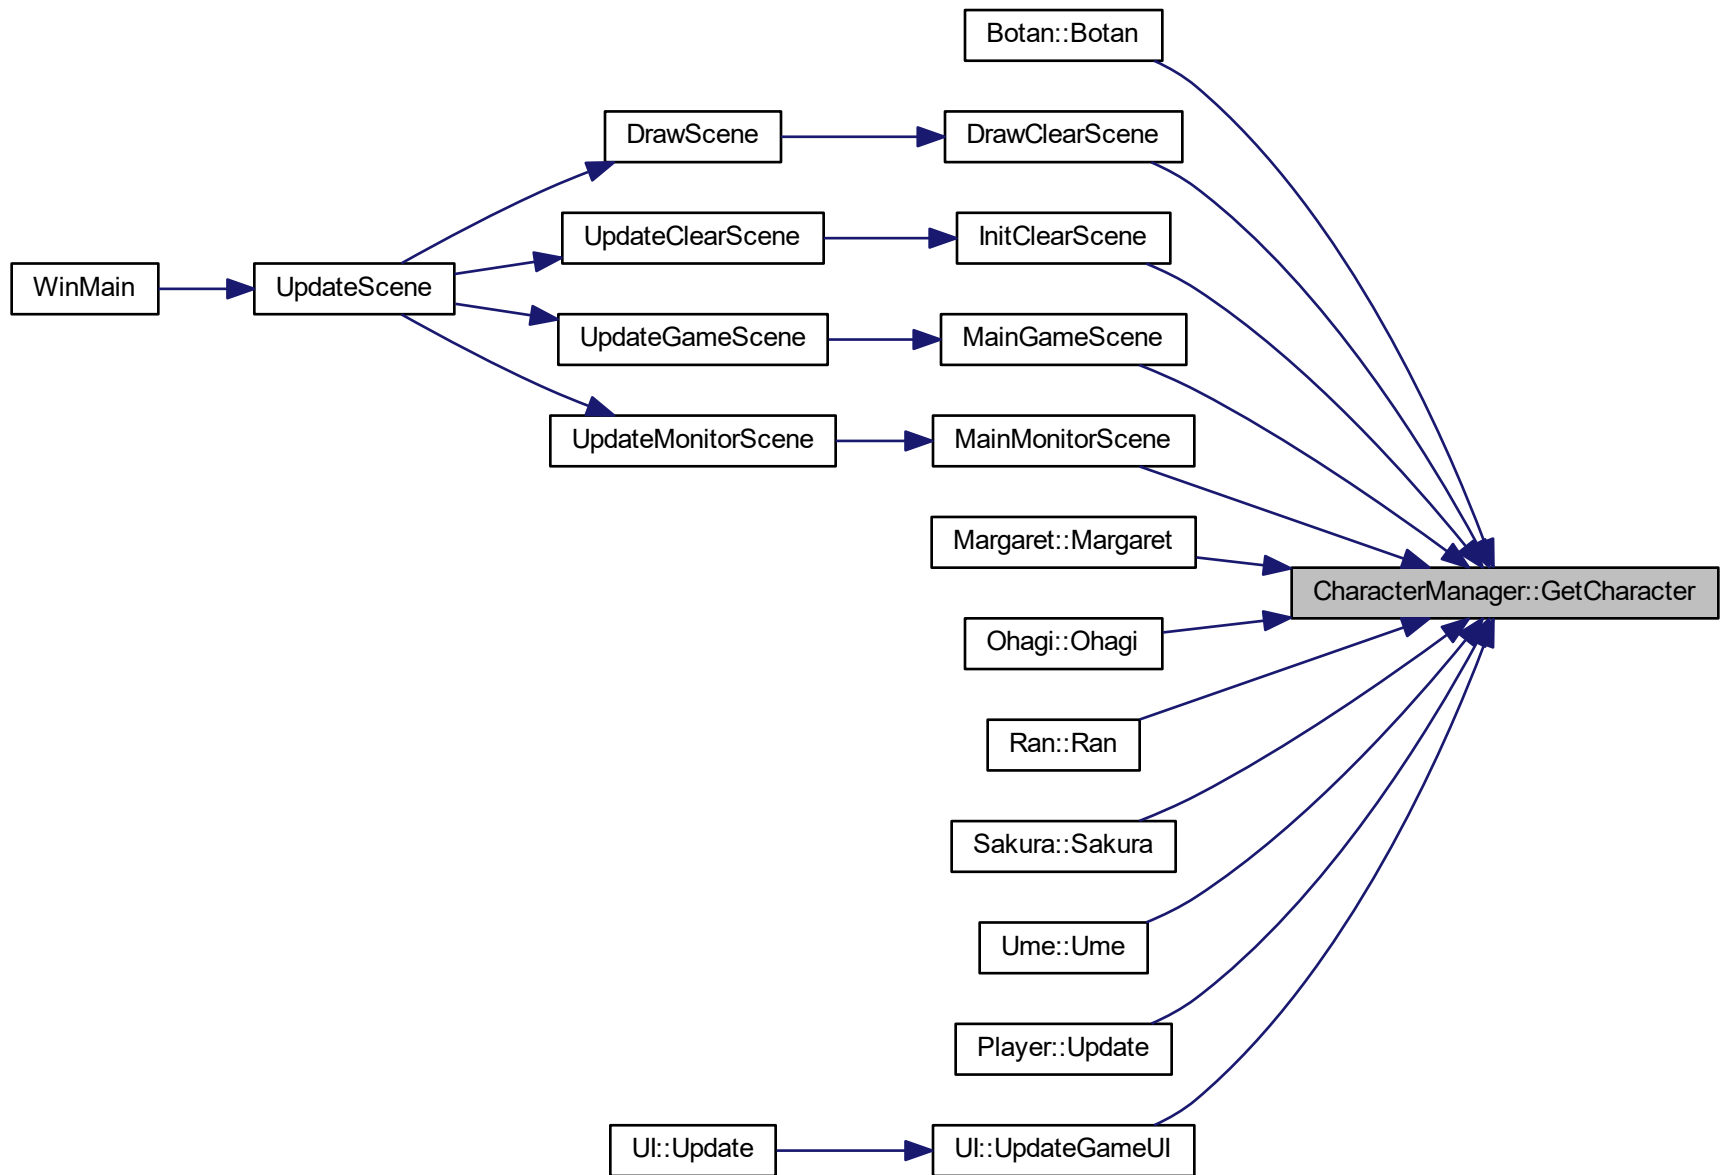 Botan::Botan
DrawScene
DrawClearScene
UpdateClearScene
InitClearScene
WinMain
UpdateScene
UpdateGameScene
MainGameScene
UpdateMonitorScene
MainMonitorScene
Margaret::Margaret
CharacterManager::GetCharacter
Ohagi::Ohagi
Ran::Ran
Sakura::Sakura
Ume::Ume
Player::Update
UI::Update
UI::UpdateGameUI